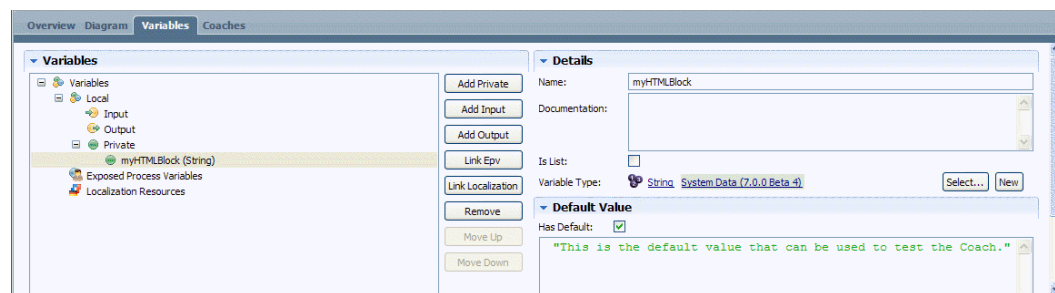 Overview Diagram Variables Coaches
Variables
Variables
Local
Input
Output
Private
myHTMLBlock (String)
Exposed Process Variables
Localization Resources
Add Private
Add Input
Add Output
Link Epv
Link Localization
Remove
Move Up
Move Down
Details
Name: myHTMLBlock
Documentation:
Is List:
Variable Type: String System Data (7.0.0 Beta 4) Select... New
Default Value
Has Default:
"This is the default value that can be used to test the Coach."